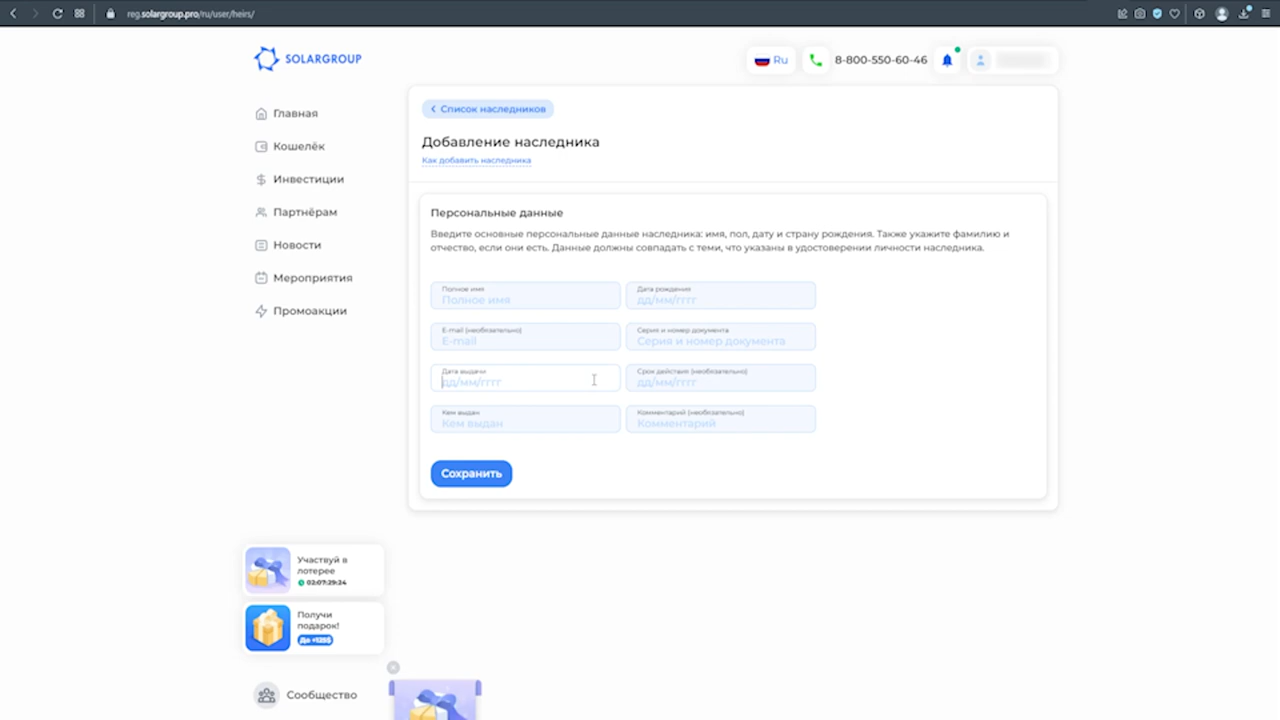 reg.solargroup.pro/ru/user/heirs/
SOLARGROUP
Ru
8-800-550-60-46
Главная
Кошелёк
Инвестиции
Партнёрам
Новости
Мероприятия
Промоакции
Список наследников
Добавление наследника
Как добавить наследника
Персональные данные
Введите основные персональные данные наследника: имя, пол, дату и страну рождения. Также укажите фамилию и
отчество, если они есть. Данные должны совпадать с теми, что указаны в удостоверении личности наследника.
Полное имя
Полное имя
Дата рождения
дд/мм/гггг
E-mail (необязательно)
E-mail
Серия и номер документа
Серия и номер документа
Дата выдачи
дд/мм/гггг
Срок действия (необязательно)
дд/мм/гггг
Кем выдан
Кем выдан
Комментарий (необязательно)
Комментарий
Сохранить
Участвуй в
лотерее
02:07:29:24
Получи
подарок!
До +125$
Сообщество